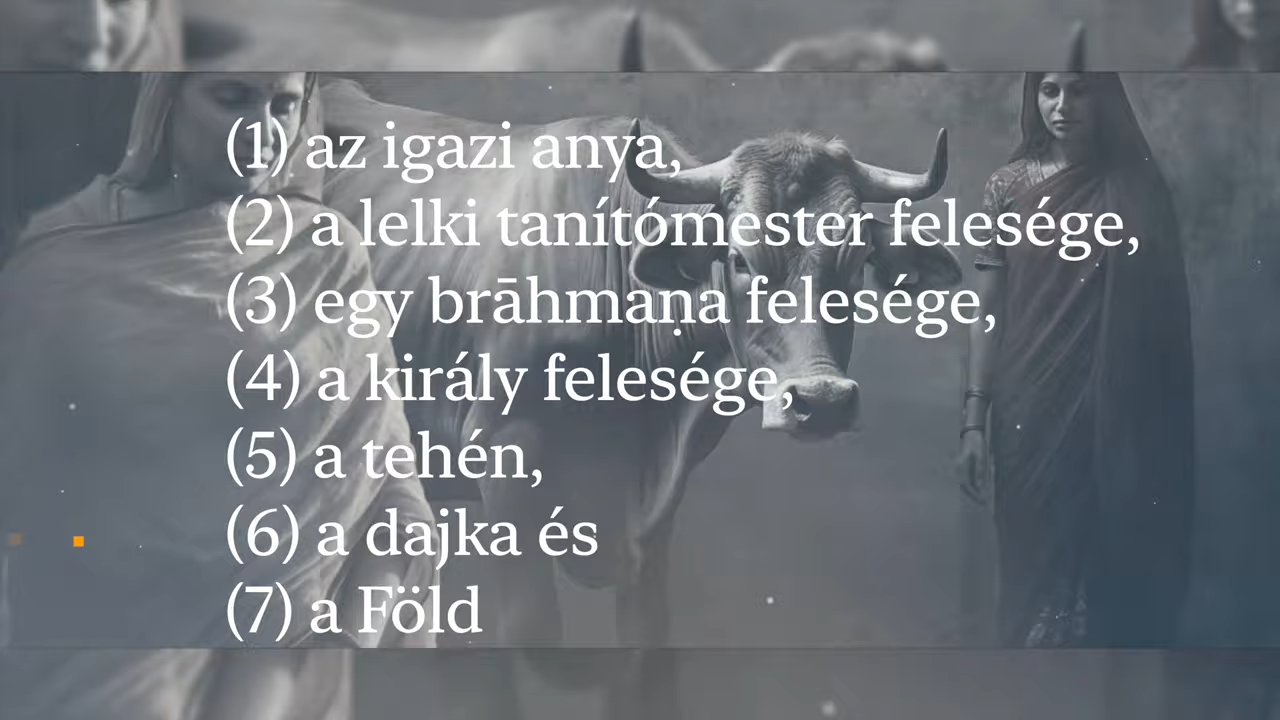 (1) az igazi anya,
(2) a lelki tanítómester felesége,
(3) egy brāhmaṇa felesége,
(4) a király felesége,
(5) a tehén,
(6) a dajka és
(7) a Föld